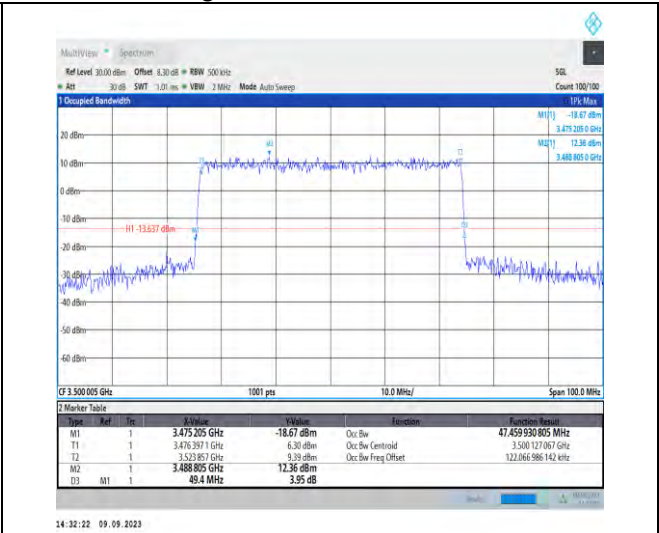 MultiView Spectrum
Ref Level 30.00 dBm Offset 8.30 dB RBW 500 kHz SGL
Att 30 dB SWT 1.01 ms VBW 2 MHz Mode Auto Sweep Count 100/100
1 Occupied Bandwidth 1Pk Max
M1[1] -18.67 dBm
3.475 205 0 GHz
M2[1] 12.36 dBm
3.488 805 0 GHz
20 dBm
M2
T2
10 dBm
0 dBm
-10 dBm
H1 -13.637 dBm
-20 dBm
-30 dBm
-40 dBm
-50 dBm
-60 dBm
CF 3.500 005 GHz 1001 pts 10.0 MHz/ Span 100.0 MHz
2 Marker Table
Type Ref Trc X-Value Y-Value Function Function Result
M1 1 3.475 205 GHz -18.67 dBm Occ Bw 47.459 930 805 MHz
T1 1 3.476 397 1 GHz 6.30 dBm Occ Bw Centroid 3.500 127 067 GHz
T2 1 3.523 857 GHz 9.39 dBm Occ Bw Freq Offset 122.066 986 142 kHz
M2 1 3.488 805 GHz 12.36 dBm
D3 M1 1 49.4 MHz 3.95 dB
14:32:22 09.09.2023